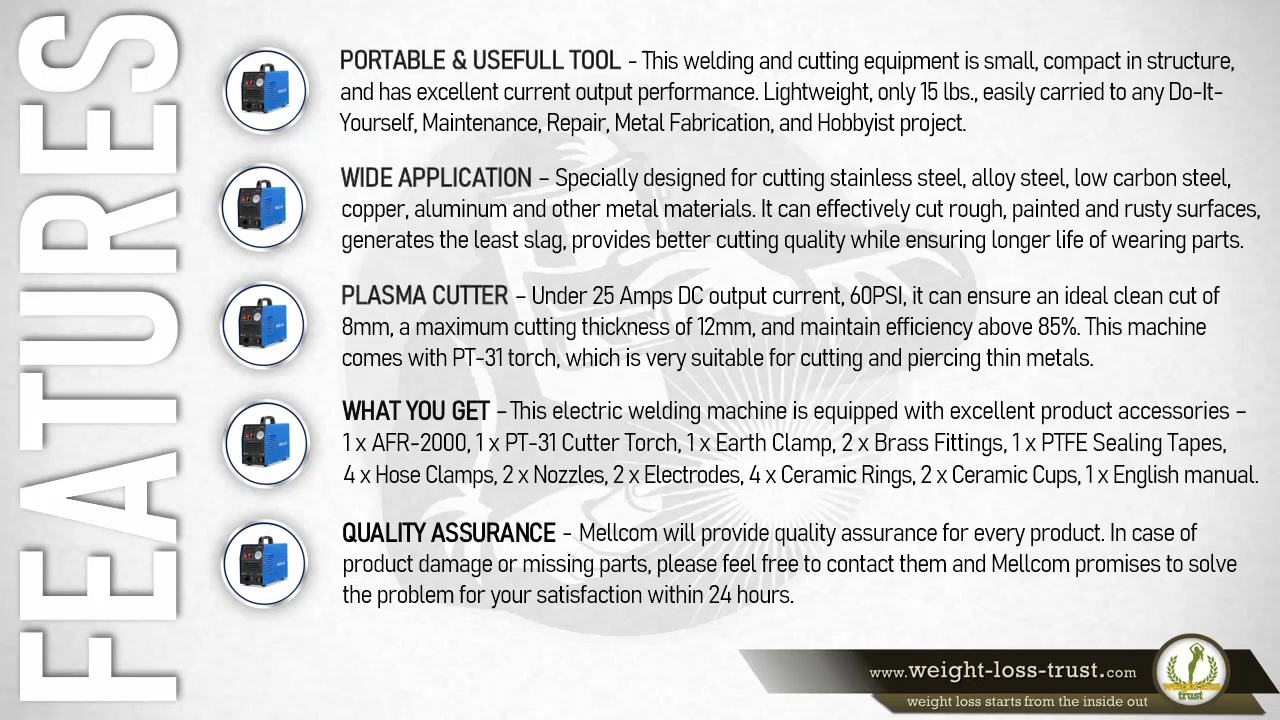 FEATURES
PORTABLE & USEFULL TOOL - This welding and cutting equipment is small, compact in structure,
and has excellent current output performance. Lightweight, only 15 lbs., easily carried to any Do-It-
Yourself, Maintenance, Repair, Metal Fabrication, and Hobbyist project.
WIDE APPLICATION – Specially designed for cutting stainless steel, alloy steel, low carbon steel,
copper, aluminum and other metal materials. It can effectively cut rough, painted and rusty surfaces,
generates the least slag, provides better cutting quality while ensuring longer life of wearing parts.
PLASMA CUTTER – Under 25 Amps DC output current, 60PSI, it can ensure an ideal clean cut of
8mm, a maximum cutting thickness of 12mm, and maintain efficiency above 85%. This machine
comes with PT-31 torch, which is very suitable for cutting and piercing thin metals.
WHAT YOU GET – This electric welding machine is equipped with excellent product accessories –
1 x AFR-2000, 1 x PT-31 Cutter Torch, 1 x Earth Clamp, 2 x Brass Fittings, 1 x PTFE Sealing Tapes,
4 x Hose Clamps, 2 x Nozzles, 2 x Electrodes, 4 x Ceramic Rings, 2 x Ceramic Cups, 1 x English manual.
QUALITY ASSURANCE - Mellcom will provide quality assurance for every product. In case of
product damage or missing parts, please feel free to contact them and Mellcom promises to solve
the problem for your satisfaction within 24 hours.
www.weight-loss-trust.com
weight loss starts from the inside out
weight loss
trust